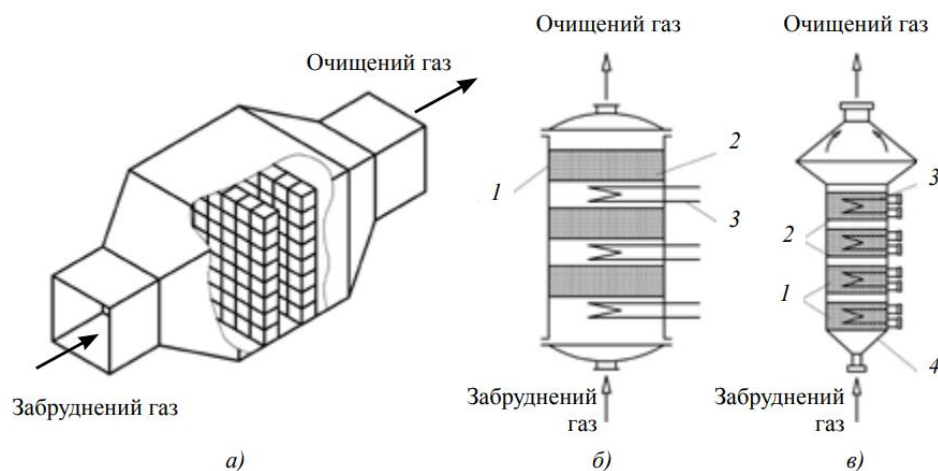 Очищений газ
Забруднений газ
а)
Очищений газ
1
2
3
Забруднений
газ
б)
Очищений газ
3
2
1
4
Забруднений
газ
в)